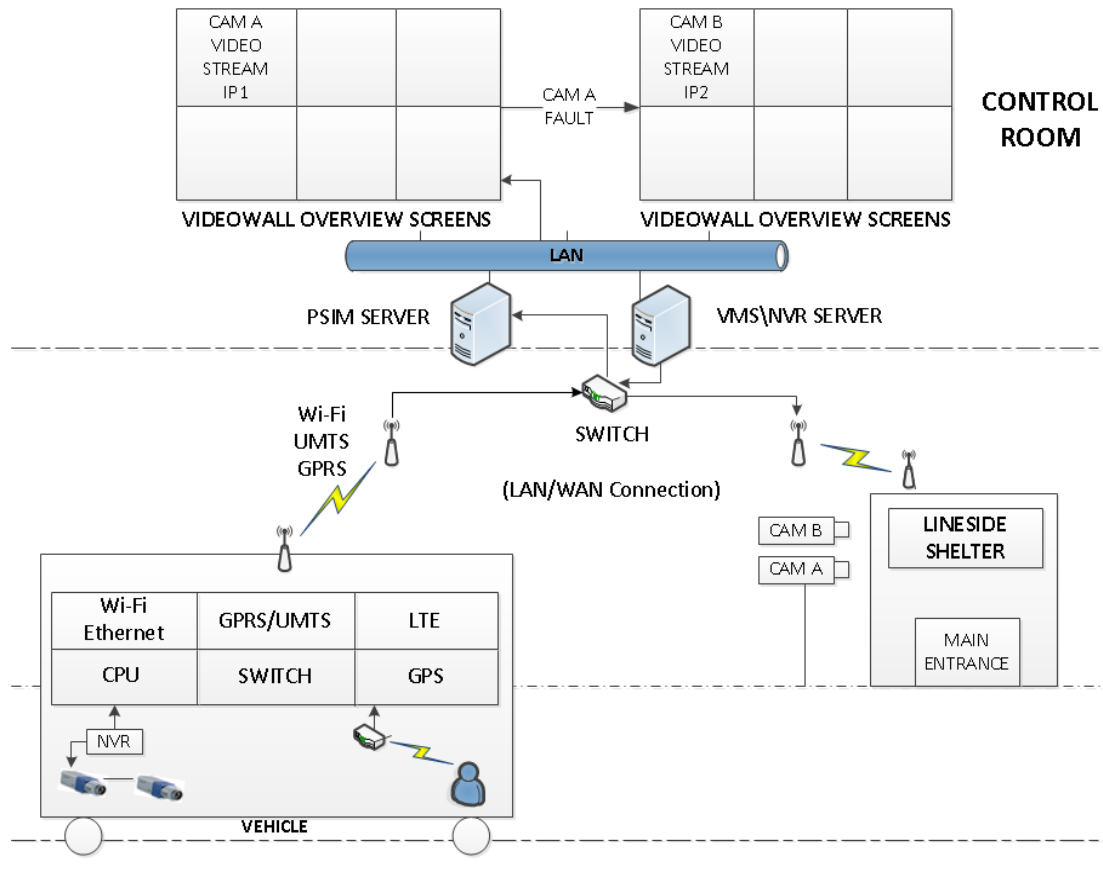 CAM A
VIDEO
STREAM
IP1
CAM A
FAULT
CAM B
VIDEO
STREAM
IP2
CONTROL
ROOM
VIDEOWALL OVERVIEW SCREENS
VIDEOWALL OVERVIEW SCREENS
LAN
PSIM SERVER
VMS\NVR SERVER
Wi-Fi
UMTS
GPRS
SWITCH
(LAN/WAN Connection)
CAM B
CAM A
LINESIDE
SHELTER
MAIN
ENTRANCE
Wi-Fi
Ethernet
GPRS/UMTS
LTE
CPU
SWITCH
GPS
NVR
VEHICLE